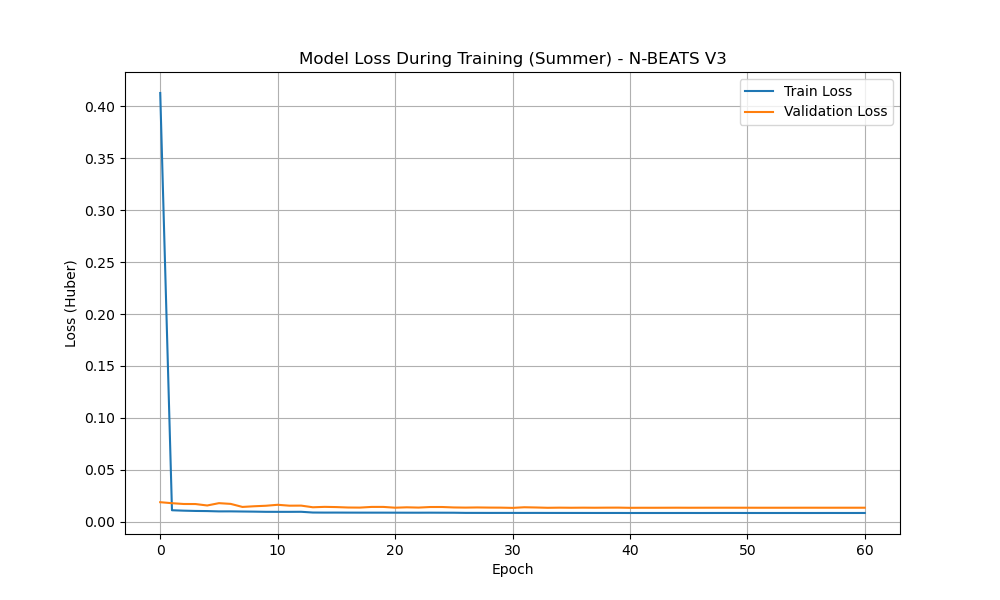 Model Loss During Training (Summer) - N-BEATS V3
Train Loss
Validation Loss
Loss (Huber)
0.40
0.35
0.30
0.25
0.20
0.15
0.10
0.05
0.00
0 10 20 30 40 50 60
Epoch